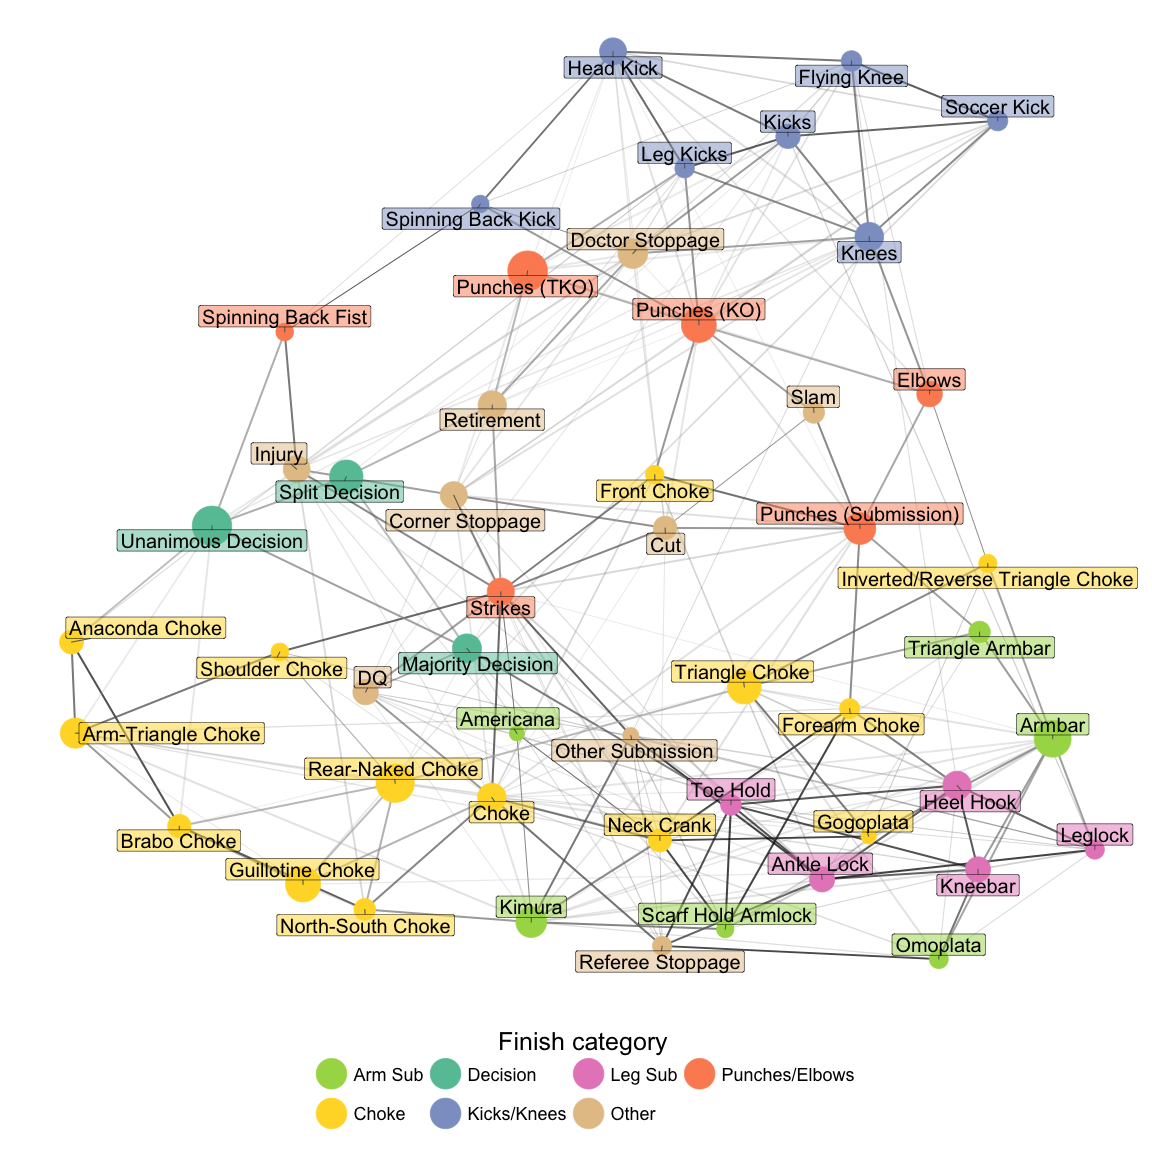 Head Kick
Flying Knee
Soccer Kick
Kicks
Leg Kicks
Spinning Back Kick
Doctor Stoppage
Knees
Punches (TKO)
Punches (KO)
Spinning Back Fist
Elbows
Slam
Retirement
Injury
Split Decision
Front Choke
Corner Stoppage
Punches (Submission)
Unanimous Decision
Cut
Inverted/Reverse Triangle Choke
Strikes
Anaconda Choke
Triangle Armbar
Shoulder Choke
Majority Decision
DQ
Triangle Choke
Americana
Forearm Choke
Armbar
Arm-Triangle Choke
Other Submission
Rear-Naked Choke
Toe Hold
Heel Hook
Choke
Neck Crank
Gogoplata
Leglock
Brabo Choke
Ankle Lock
Guillotine Choke
Kneebar
Kimura
Scarf Hold Armlock
North-South Choke
Omoplata
Referee Stoppage
Finish category
Arm Sub
Decision
Leg Sub
Punches/Elbows
Choke
Kicks/Knees
Other